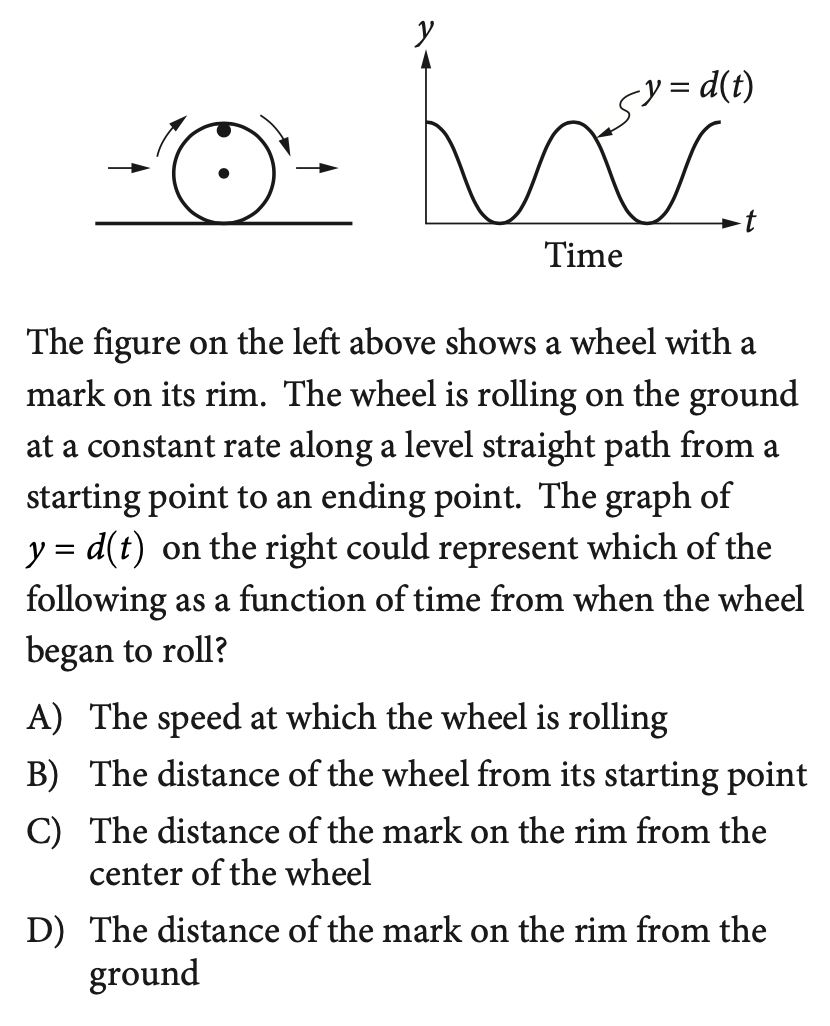 y
y = d(t)
t
Time
The figure on the left above shows a wheel with a
mark on its rim. The wheel is rolling on the ground
at a constant rate along a level straight path from a
starting point to an ending point. The graph of
y = d(t) on the right could represent which of the
following as a function of time from when the wheel
began to roll?
A) The speed at which the wheel is rolling
B) The distance of the wheel from its starting point
C) The distance of the mark on the rim from the
center of the wheel
D) The distance of the mark on the rim from the
ground